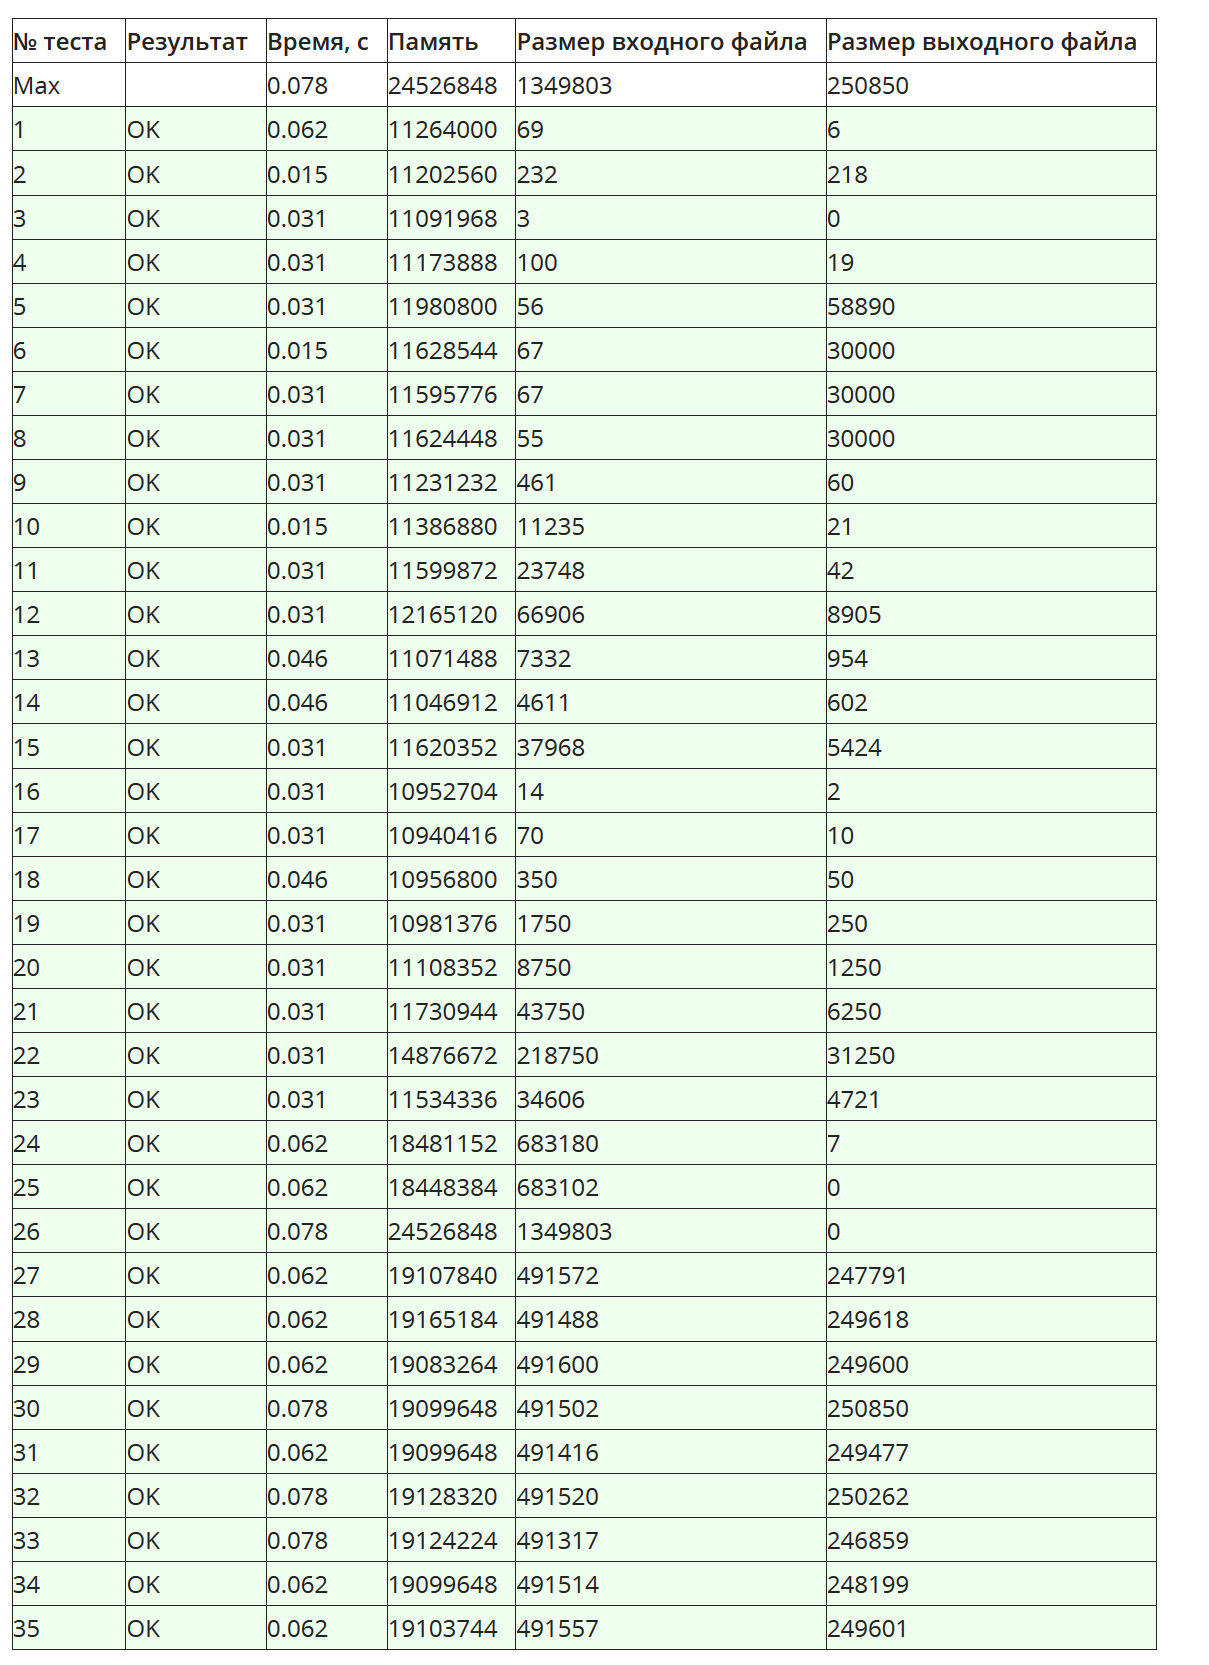 № теста Результат Время, с Память Размер входного файла Размер выходного файла
Max 0.078 24526848 1349803 250850
1 OK 0.062 11264000 69 6
2 OK 0.015 11202560 232 218
3 OK 0.031 11091968 3 0
4 OK 0.031 11173888 100 19
5 OK 0.031 11980800 56 58890
6 OK 0.015 11628544 67 30000
7 OK 0.031 11595776 67 30000
8 OK 0.031 11624448 55 30000
9 OK 0.031 11231232 461 60
10 OK 0.015 11386880 11235 21
11 OK 0.031 11599872 23748 42
12 OK 0.031 12165120 66906 8905
13 OK 0.046 11071488 7332 954
14 OK 0.046 11046912 4611 602
15 OK 0.031 11620352 37968 5424
16 OK 0.031 10952704 14 2
17 OK 0.031 10940416 70 10
18 OK 0.046 10956800 350 50
19 OK 0.031 10981376 1750 250
20 OK 0.031 11108352 8750 1250
21 OK 0.031 11730944 43750 6250
22 OK 0.031 14876672 218750 31250
23 OK 0.031 11534336 34606 4721
24 OK 0.062 18481152 683180 7
25 OK 0.062 18448384 683102 0
26 OK 0.078 24526848 1349803 0
27 OK 0.062 19107840 491572 247791
28 OK 0.062 19165184 491488 249618
29 OK 0.062 19083264 491600 249600
30 OK 0.078 19099648 491502 250850
31 OK 0.062 19099648 491416 249477
32 OK 0.078 19128320 491520 250262
33 OK 0.078 19124224 491317 246859
34 OK 0.062 19099648 491514 248199
35 OK 0.062 19103744 491557 249601